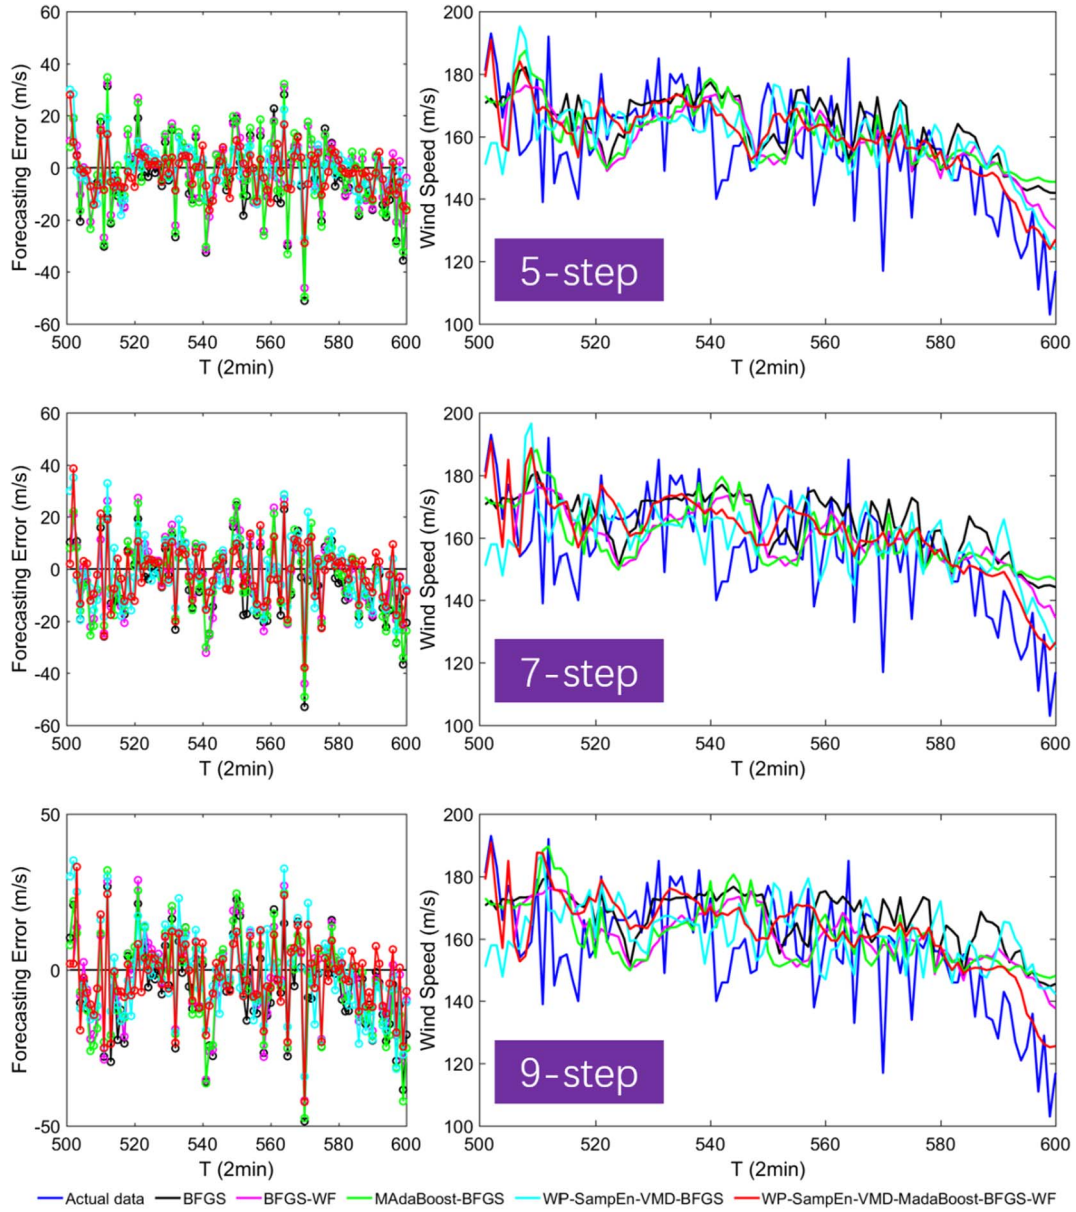 60
40
20
0
-20
-40
-60
Forecasting Error (m/s)
500 520 540 560 580 600
T (2min)
200
180
160
140
120
100
Wind Speed (m/s)
5-step
500 520 540 560 580 600
T (2min)
60
40
20
0
-20
-40
-60
Forecasting Error (m/s)
500 520 540 560 580 600
T (2min)
200
180
160
140
120
100
Wind Speed (m/s)
7-step
500 520 540 560 580 600
T (2min)
50
0
-50
Forecasting Error (m/s)
500 520 540 560 580 600
T (2min)
200
180
160
140
120
100
Wind Speed (m/s)
9-step
500 520 540 560 580 600
T (2min)
Actual data BFGS BFGS-WF MAdaBoost-BFGS WP-SampEn-VMD-BFGS WP-SampEn-VMD-MadaBoost-BFGS-WF